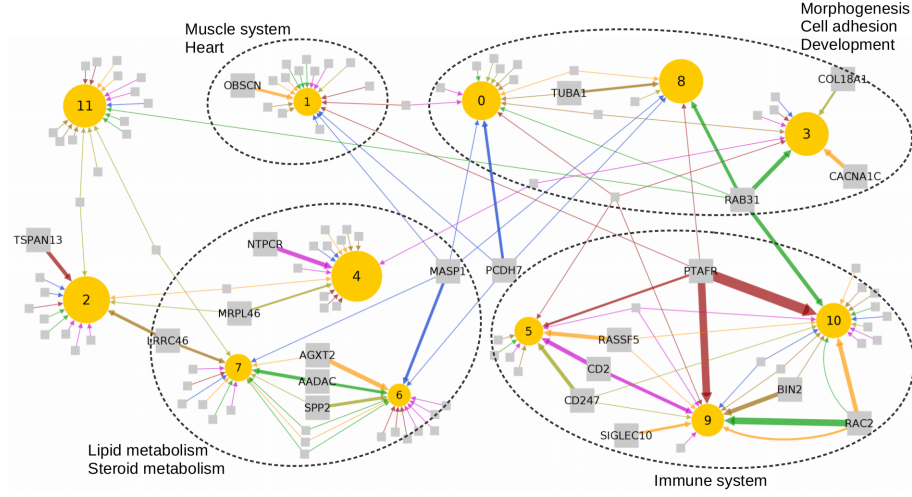 Morphogenesis
Cell adhesion
Development
Muscle system
Heart
OBSCN
11
1
0
8
TUBA1
COL18A1
3
CACNA1C
RAB31
TSPAN13
NTPCR
4
MASP1
PCDH7
PTAFR
2
MRPL46
LRRC46
5
RASSF5
10
AGXT2
7
AADAC
CD2
6
SPP2
CD247
BIN2
9
SIGLEC10
RAC2
Lipid metabolism
Steroid metabolism
Immune system